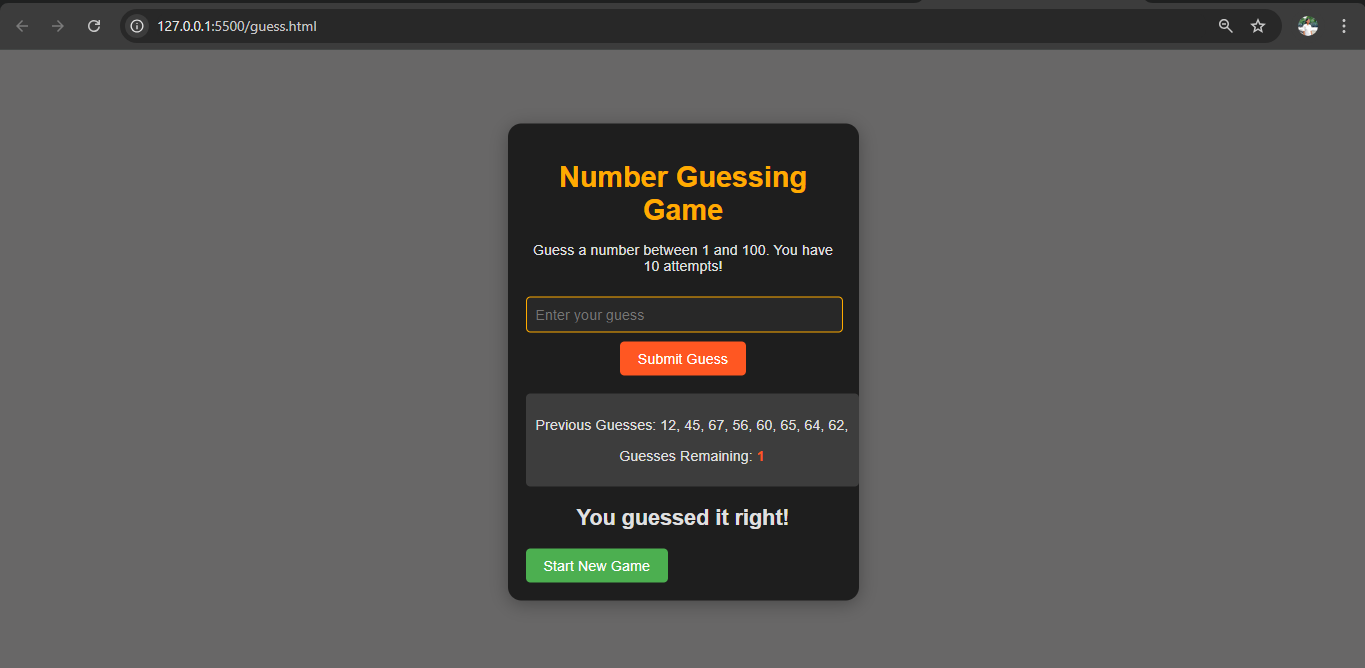 127.0.0.1:5500/guess.html
Number Guessing
Game
Guess a number between 1 and 100. You have
10 attempts!
Enter your guess
Submit Guess
Previous Guesses: 12, 45, 67, 56, 60, 65, 64, 62,
Guesses Remaining: 1
You guessed it right!
Start New Game